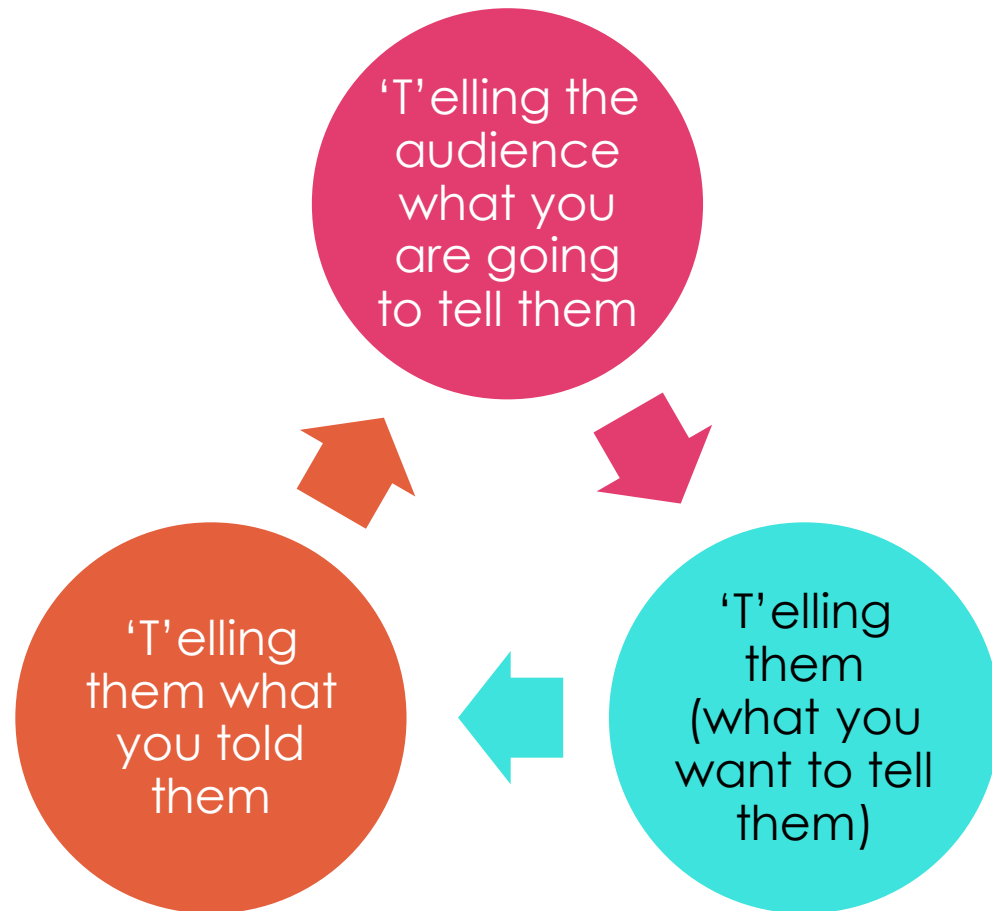 ‘T’elling the
audience
what you
are going
to tell them
‘T’elling
them
(what you
want to tell
them)
‘T’elling
them what
you told
them